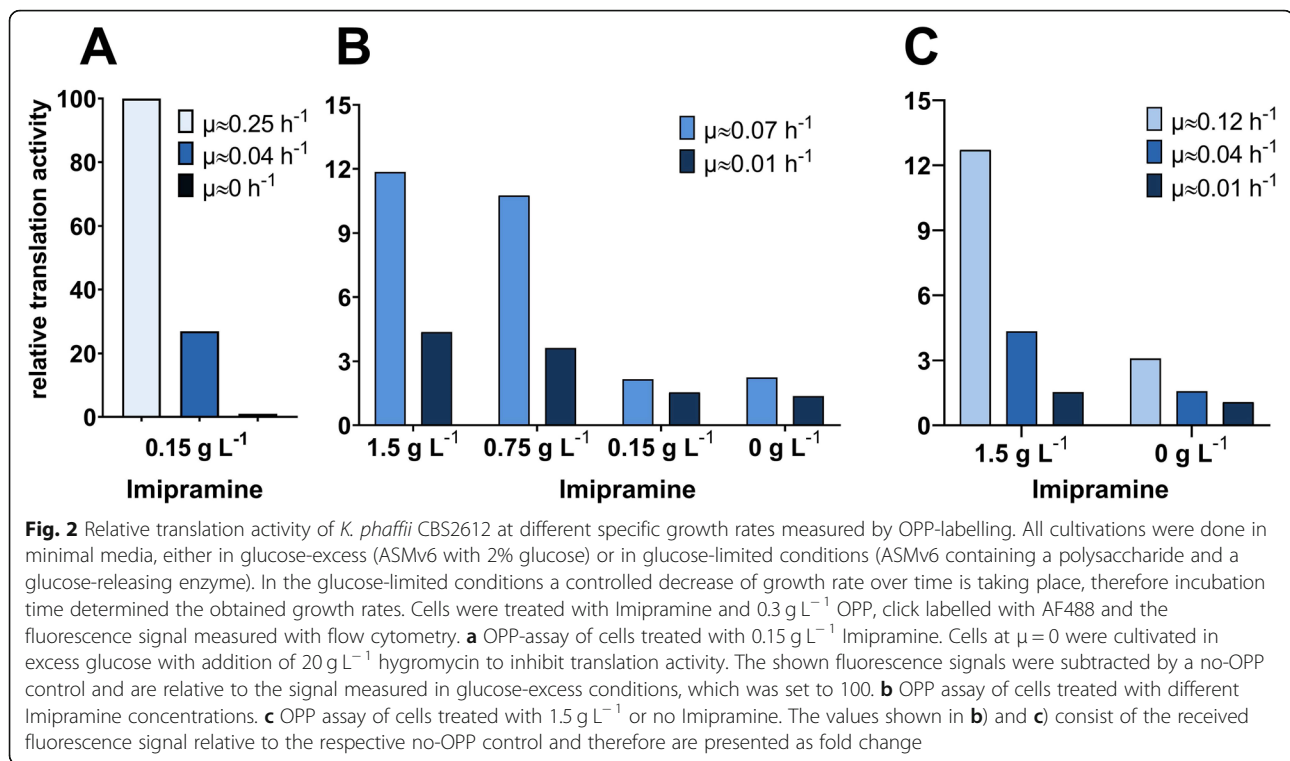 A
relative translation activity
100
80
60
40
20
0
μ≈0.25 h-1
μ≈0.04 h-1
μ≈0 h-1
0.15 g L-1
Imipramine
B
15
12
9
6
3
0
μ≈0.07 h-1
μ≈0.01 h-1
1.5 g L-1 0.75 g L-1 0.15 g L-1 0 g L-1
Imipramine
C
15
12
9
6
3
0
μ≈0.12 h-1
μ≈0.04 h-1
μ≈0.01 h-1
1.5 g L-1 0 g L-1
Imipramine
Fig. 2 Relative translation activity of K. phaffii CBS2612 at different specific growth rates measured by OPP-labelling. All cultivations were done in
minimal media, either in glucose-excess (ASMv6 with 2% glucose) or in glucose-limited conditions (ASMv6 containing a polysaccharide and a
glucose-releasing enzyme). In the glucose-limited conditions a controlled decrease of growth rate over time is taking place, therefore incubation
time determined the obtained growth rates. Cells were treated with Imipramine and 0.3 g L− 1 OPP, click labelled with AF488 and the
fluorescence signal measured with flow cytometry. a OPP-assay of cells treated with 0.15 g L− 1 Imipramine. Cells at μ = 0 were cultivated in
excess glucose with addition of 20 g L− 1 hygromycin to inhibit translation activity. The shown fluorescence signals were subtracted by a no-OPP
control and are relative to the signal measured in glucose-excess conditions, which was set to 100. b OPP assay of cells treated with different
Imipramine concentrations. c OPP assay of cells treated with 1.5 g L− 1 or no Imipramine. The values shown in b) and c) consist of the received
fluorescence signal relative to the respective no-OPP control and therefore are presented as fold change